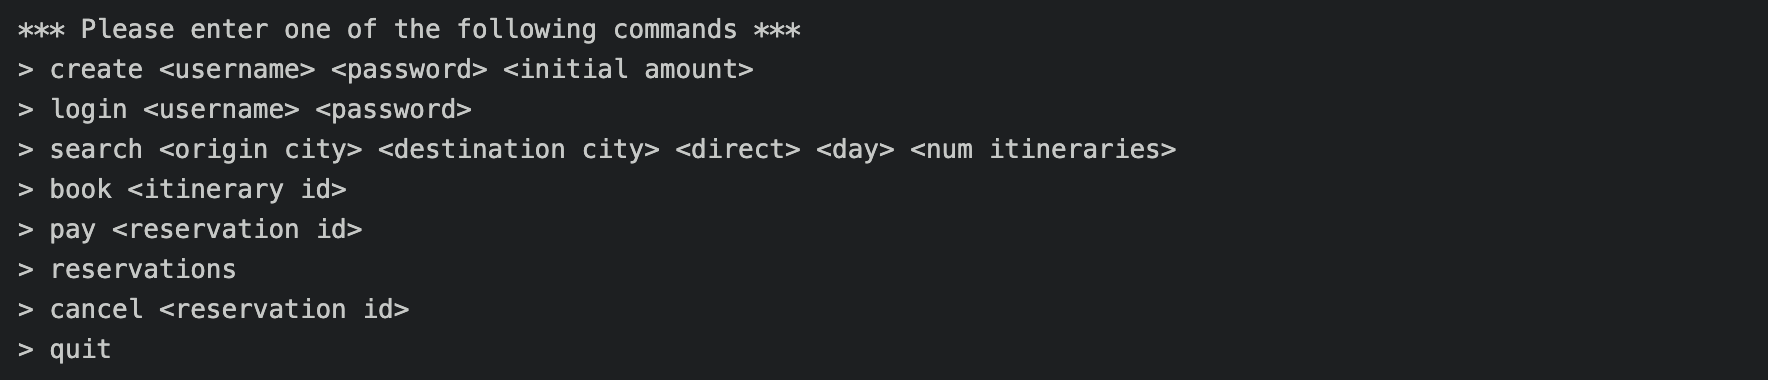 *** Please enter one of the following commands ***
> create <username> <password> <initial amount>
> login <username> <password>
> search <origin city> <destination city> <direct> <day> <num itineraries>
> book <itinerary id>
> pay <reservation id>
> reservations
> cancel <reservation id>
> quit